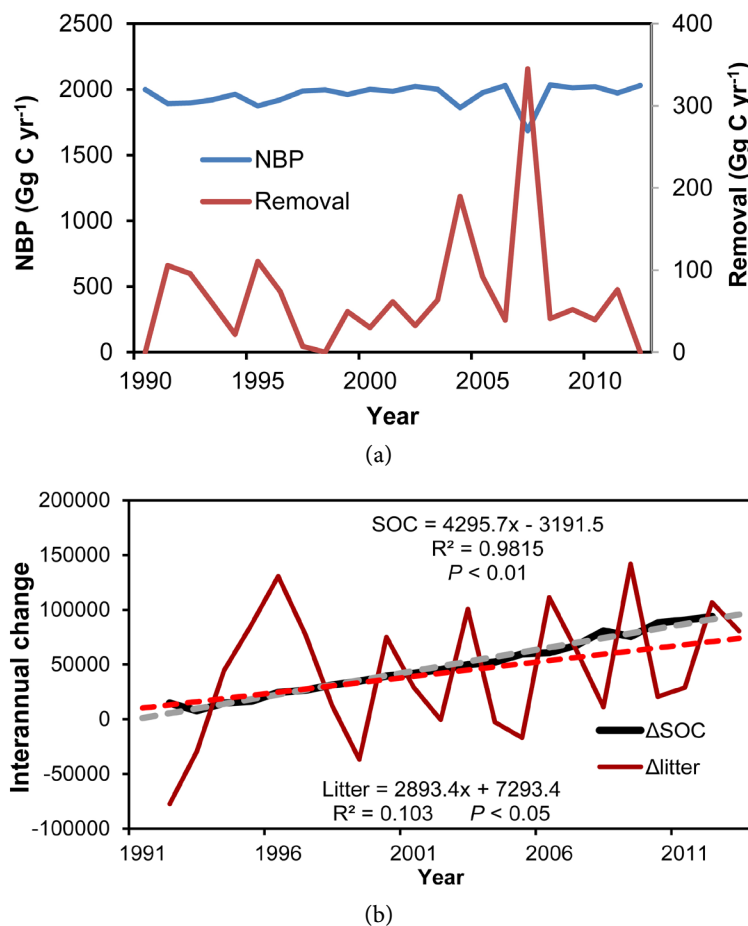 2500
2000
1500
1000
500
0
NBP (Gg C yr⁻¹)
400
300
200
100
0
Removal (Gg C yr⁻¹)
NBP
Removal
1990 1995 2000 2005 2010
Year
(a)
200000
150000
100000
50000
0
-50000
-100000
Interannual change
SOC = 4295.7x - 3191.5
R² = 0.9815
P < 0.01
ΔSOC
Δlitter
Litter = 2893.4x + 7293.4
R² = 0.103 P < 0.05
1991 1996 2001 2006 2011
Year
(b)